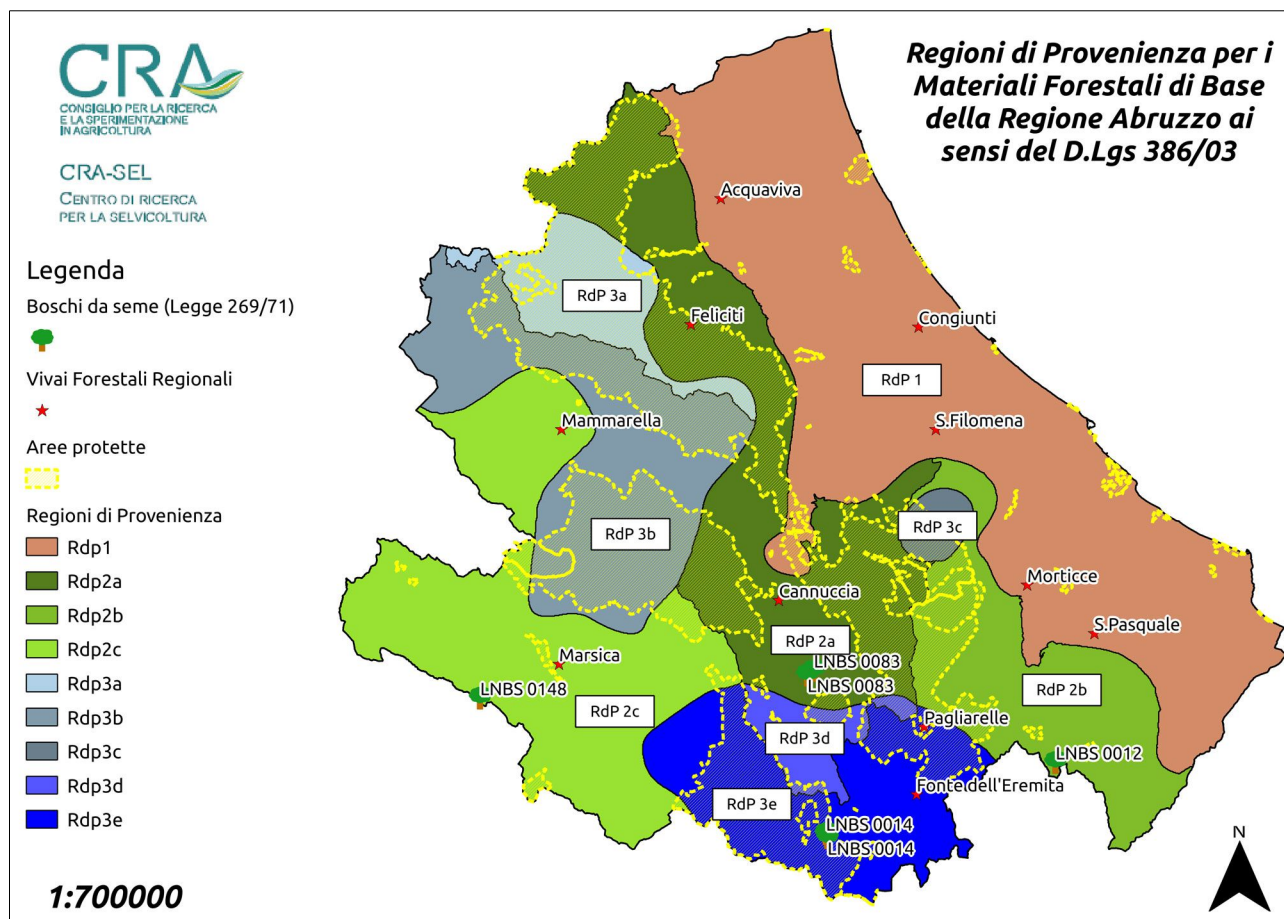 CRA
CONSIGLIO PER LA RICERCA
E LA SPERIMENTAZIONE
IN AGRICOLTURA
CRA-SEL
CENTRO DI RICERCA
PER LA SELVICOLTURA
Regioni di Provenienza per i
Materiali Forestali di Base
della Regione Abruzzo ai
sensi del D.Lgs 386/03
Legenda
Boschi da seme (Legge 269/71)
Vivai Forestali Regionali
Aree protette
Regioni di Provenienza
Rdp1
Rdp2a
Rdp2b
Rdp2c
Rdp3a
Rdp3b
Rdp3c
Rdp3d
Rdp3e
1:700000
Acquaviva
RdP 3a
Feliciti
Congiunti
RdP 1
Mammarella
S.Filomena
RdP 3b
RdP 3c
Cannuccia
Morticce
S.Pasquale
RdP 2a
Marsica
LNBS 0083
LNBS 0083
LNBS 0148
RdP 2c
RdP 2b
Pagliarelle
RdP 3d
LNBS 0012
Fonte dell'Eremita
RdP 3e
LNBS 0014
LNBS 0014
N